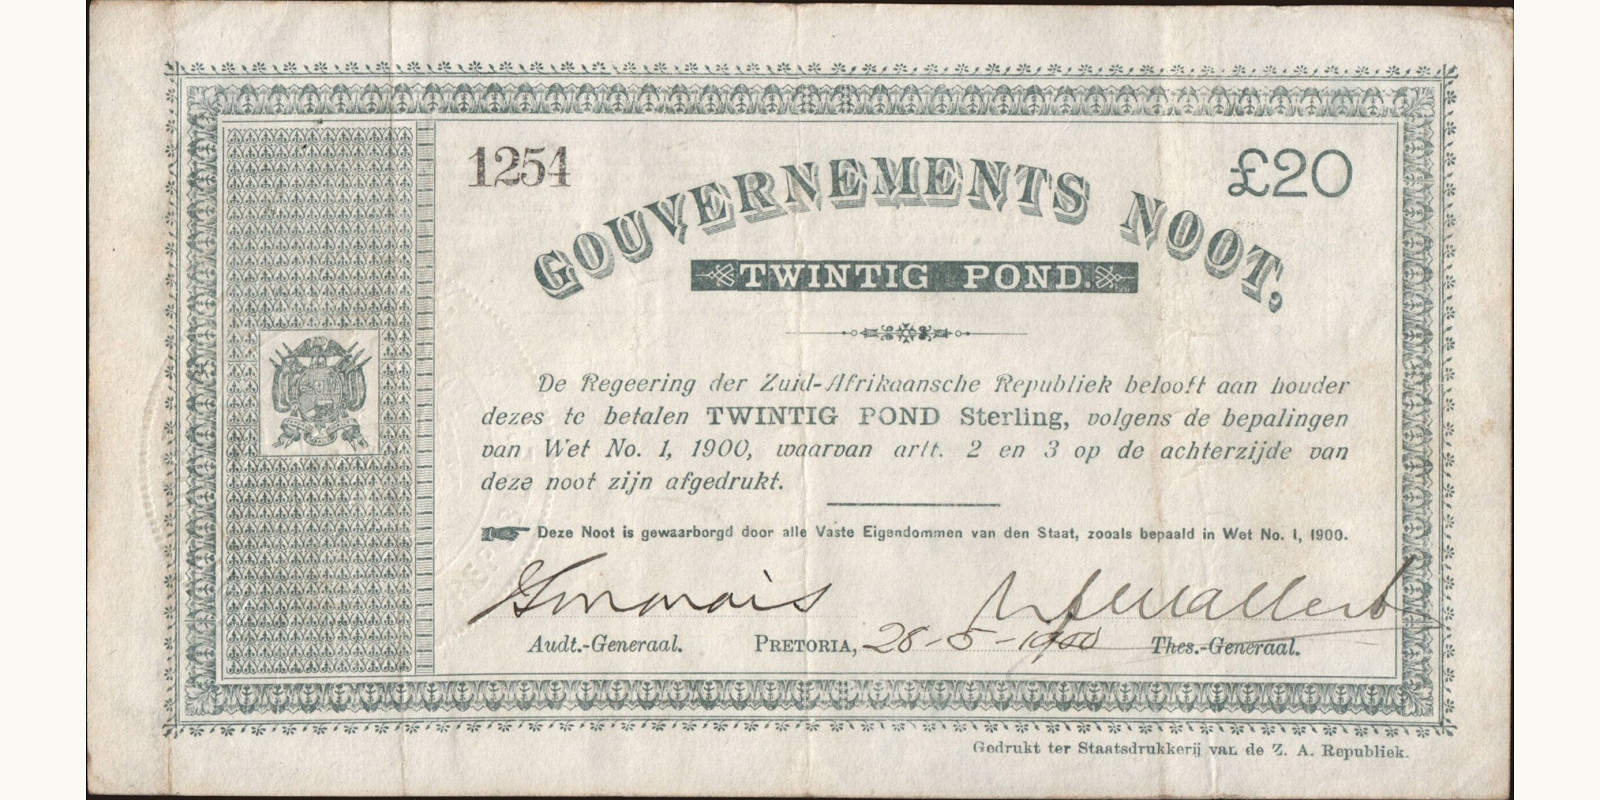 1254
£20
GOUVERNEMENTS NOOT,
TWINTIG POND.
De Regeering der Zuid-Afrikaansche Republiek belooft aan houder
dezes te betalen TWINTIG POND Sterling, volgens de bepalingen
van Wet No. 1, 1900, waarvan artt. 2 en 3 op de achterzijde van
deze noot zijn afgedrukt.
Deze Noot is gewaarborgd door alle Vaste Eigendommen van den Staat, zooals bepaald in Wet No. 1, 1900.
Audt.-Generaal. PRETORIA, 28-5-1900 Thes.-Generaal.
Gedrukt ter Staatsdrukkerij van de Z. A. Republiek.